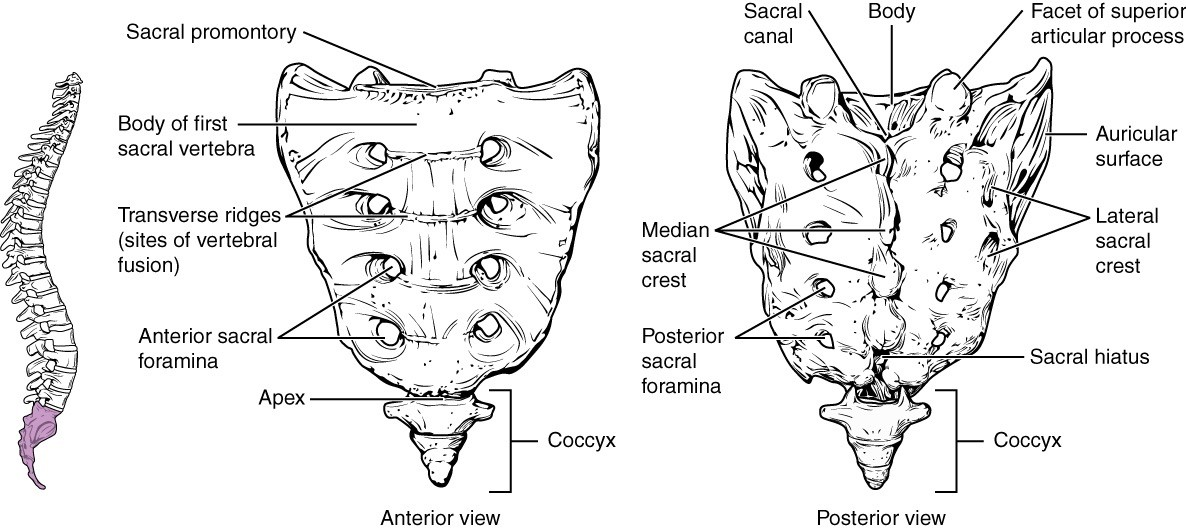 Sacral promontory
Body of first
sacral vertebra
Transverse ridges
(sites of vertebral
fusion)
Anterior sacral
foramina
Apex
Coccyx
Anterior view
Sacral
canal
Body
Facet of superior
articular process
Auricular
surface
Median
sacral
crest
Lateral
sacral
crest
Posterior
sacral
foramina
Sacral hiatus
Coccyx
Posterior view